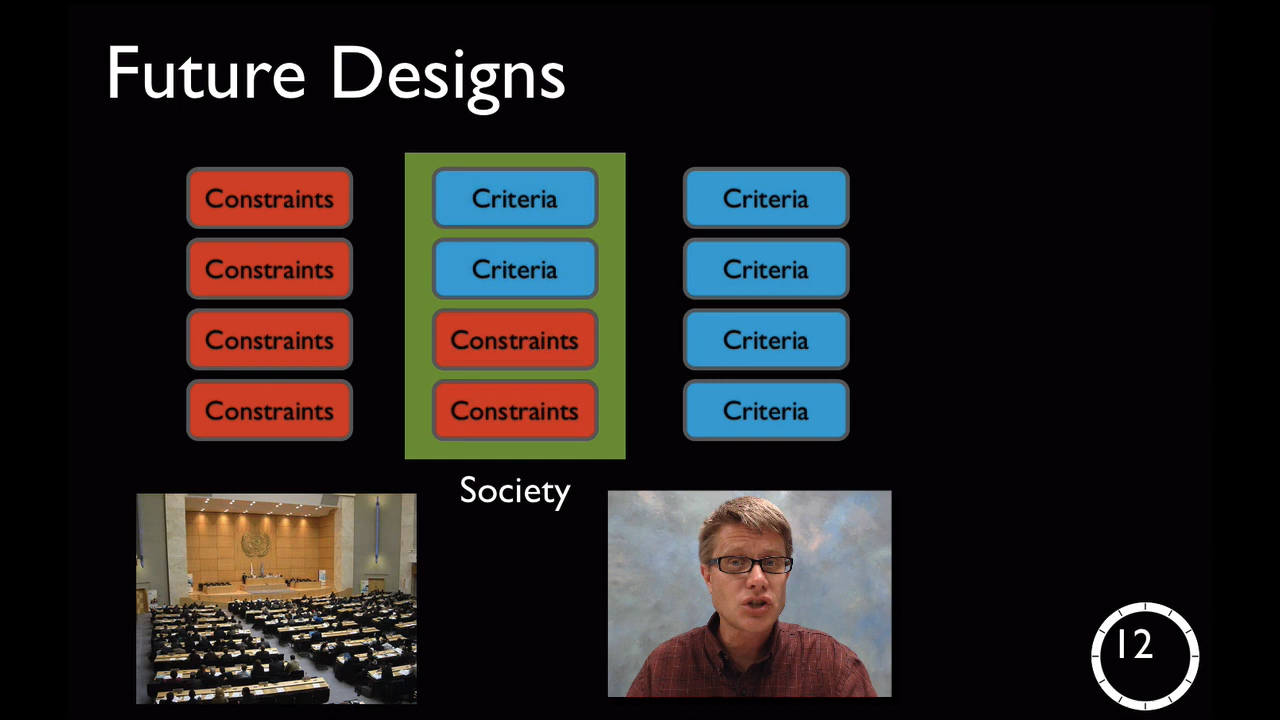 Future Designs
Constraints
Criteria
Criteria
Constraints
Criteria
Criteria
Constraints
Constraints
Criteria
Constraints
Constraints
Criteria
Society
12